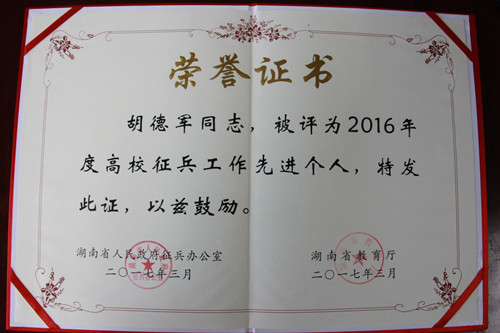 荣誉证书
胡德军同志，被评为2016年
度高校征兵工作先进个人，特发
此证，以兹鼓励。
湖南省人民政府征兵办公室
二〇一七年三月
湖南省教育厅
二〇一七年三月